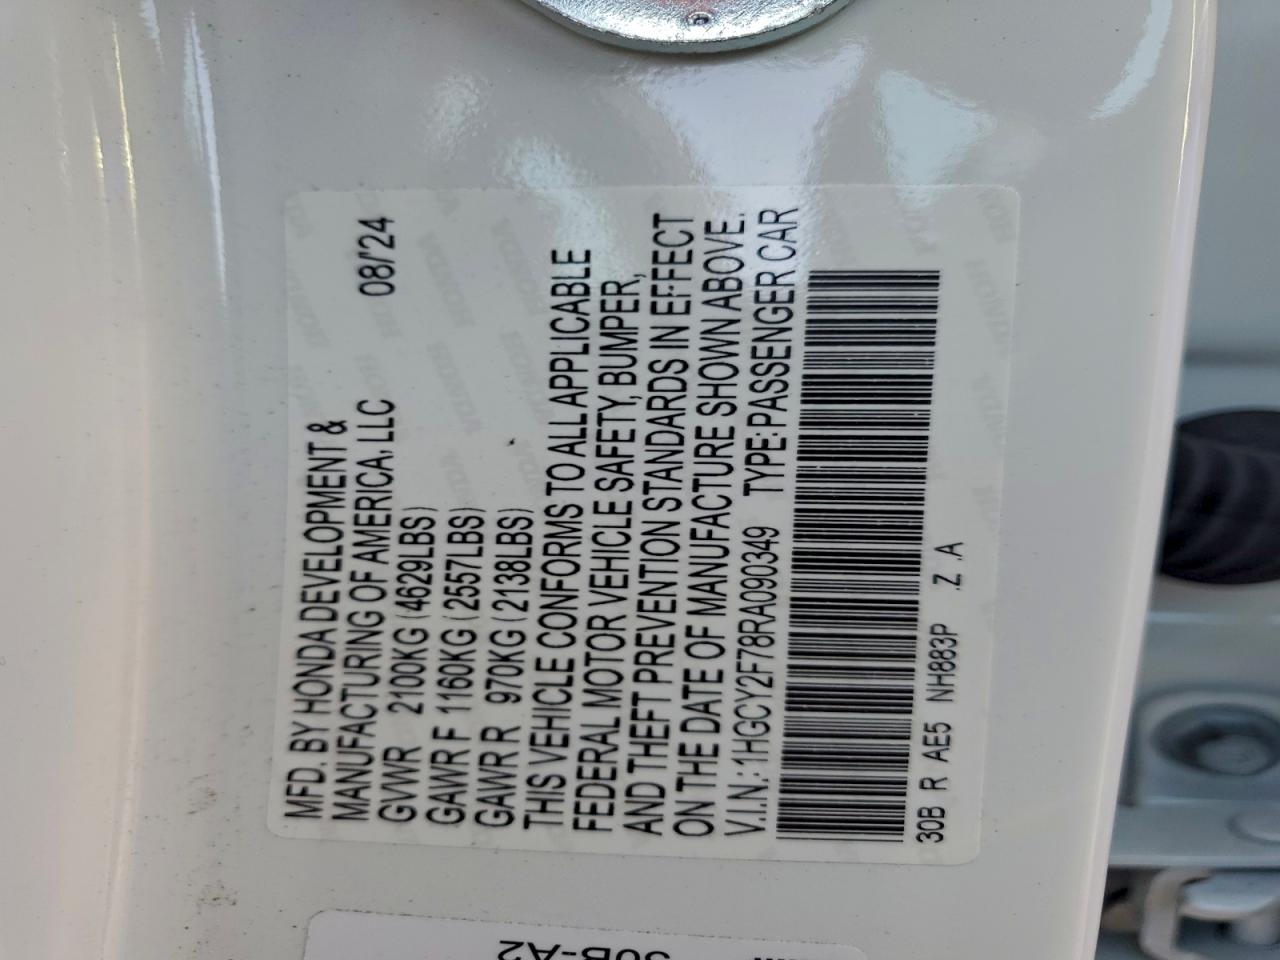 MFD. BY HONDA DEVELOPMENT &
MANUFACTURING OF AMERICA, LLC 08/'24
GVWR 2100KG (4629LBS)
GAWR F 1160KG (2557LBS)
GAWR R 970KG (2138LBS)
THIS VEHICLE CONFORMS TO ALL APPLICABLE
FEDERAL MOTOR VEHICLE SAFETY, BUMPER,
AND THEFT PREVENTION STANDARDS IN EFFECT
ON THE DATE OF MANUFACTURE SHOWN ABOVE.
V.I.N.: 1HGCY2F78RA090349 TYPE: PASSENGER CAR
30B R AE5 NH883P .Z .A
30B-A2